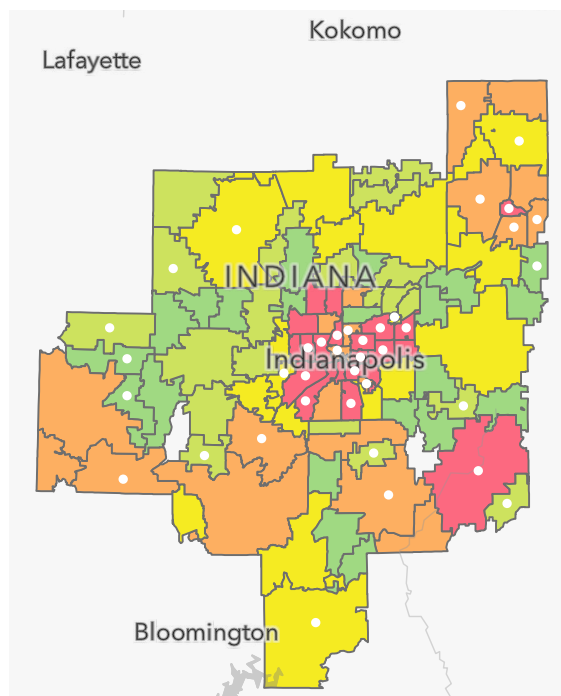 Kokomo
Lafayette
INDIANA
Indianapolis
Bloomington